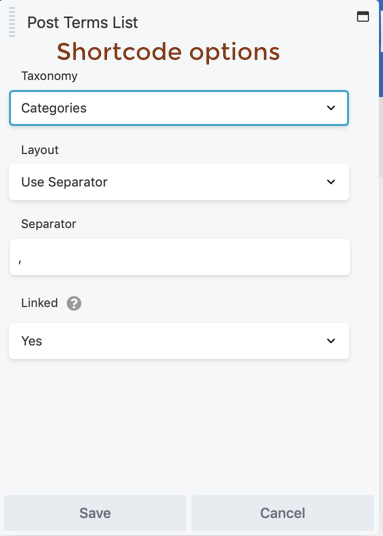 Post Terms List
Shortcode options
Taxonomy
Categories
Layout
Use Separator
Separator
,
Linked ?
Yes
Save Cancel